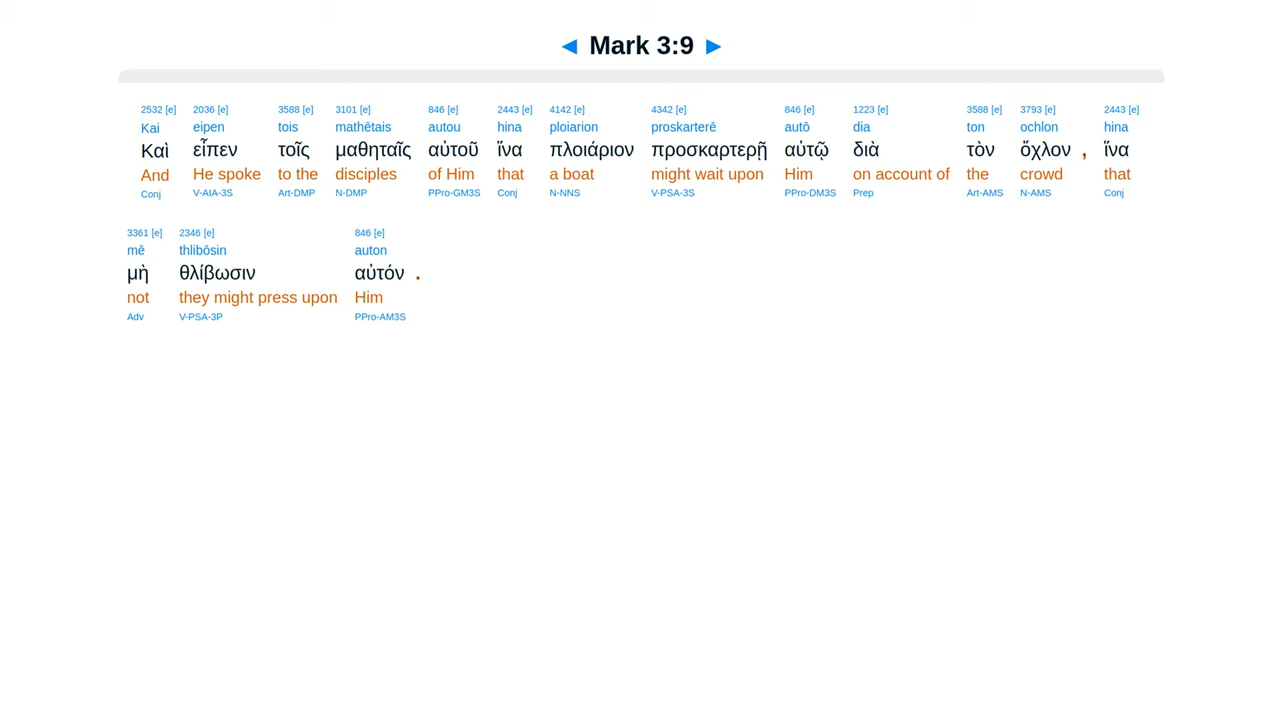 ◄ Mark 3:9 ►
2532 [e] 2036 [e] 3588 [e] 3101 [e] 846 [e] 2443 [e] 4142 [e] 4342 [e] 846 [e] 1223 [e] 3588 [e] 3793 [e] 2443 [e]
Kai eipen tois mathētais autou hina ploiarion proskarterē autō dia ton ochlon hina
Καὶ εἶπεν τοῖς μαθηταῖς αὐτοῦ ἵνα πλοιάριον προσκαρτερῇ αὐτῷ διὰ τὸν ὄχλον , ἵνα
And He spoke to the disciples of Him that a boat might wait upon Him on account of the crowd that
Conj V-AIA-3S Art-DMP N-DMP PPro-GM3S Conj N-NNS V-PSA-3S PPro-DM3S Prep Art-AMS N-AMS Conj
3361 [e] 2346 [e] 846 [e]
mē thlibōsin auton
μὴ θλίβωσιν αὐτόν .
not they might press upon Him
Adv V-PSA-3P PPro-AM3S